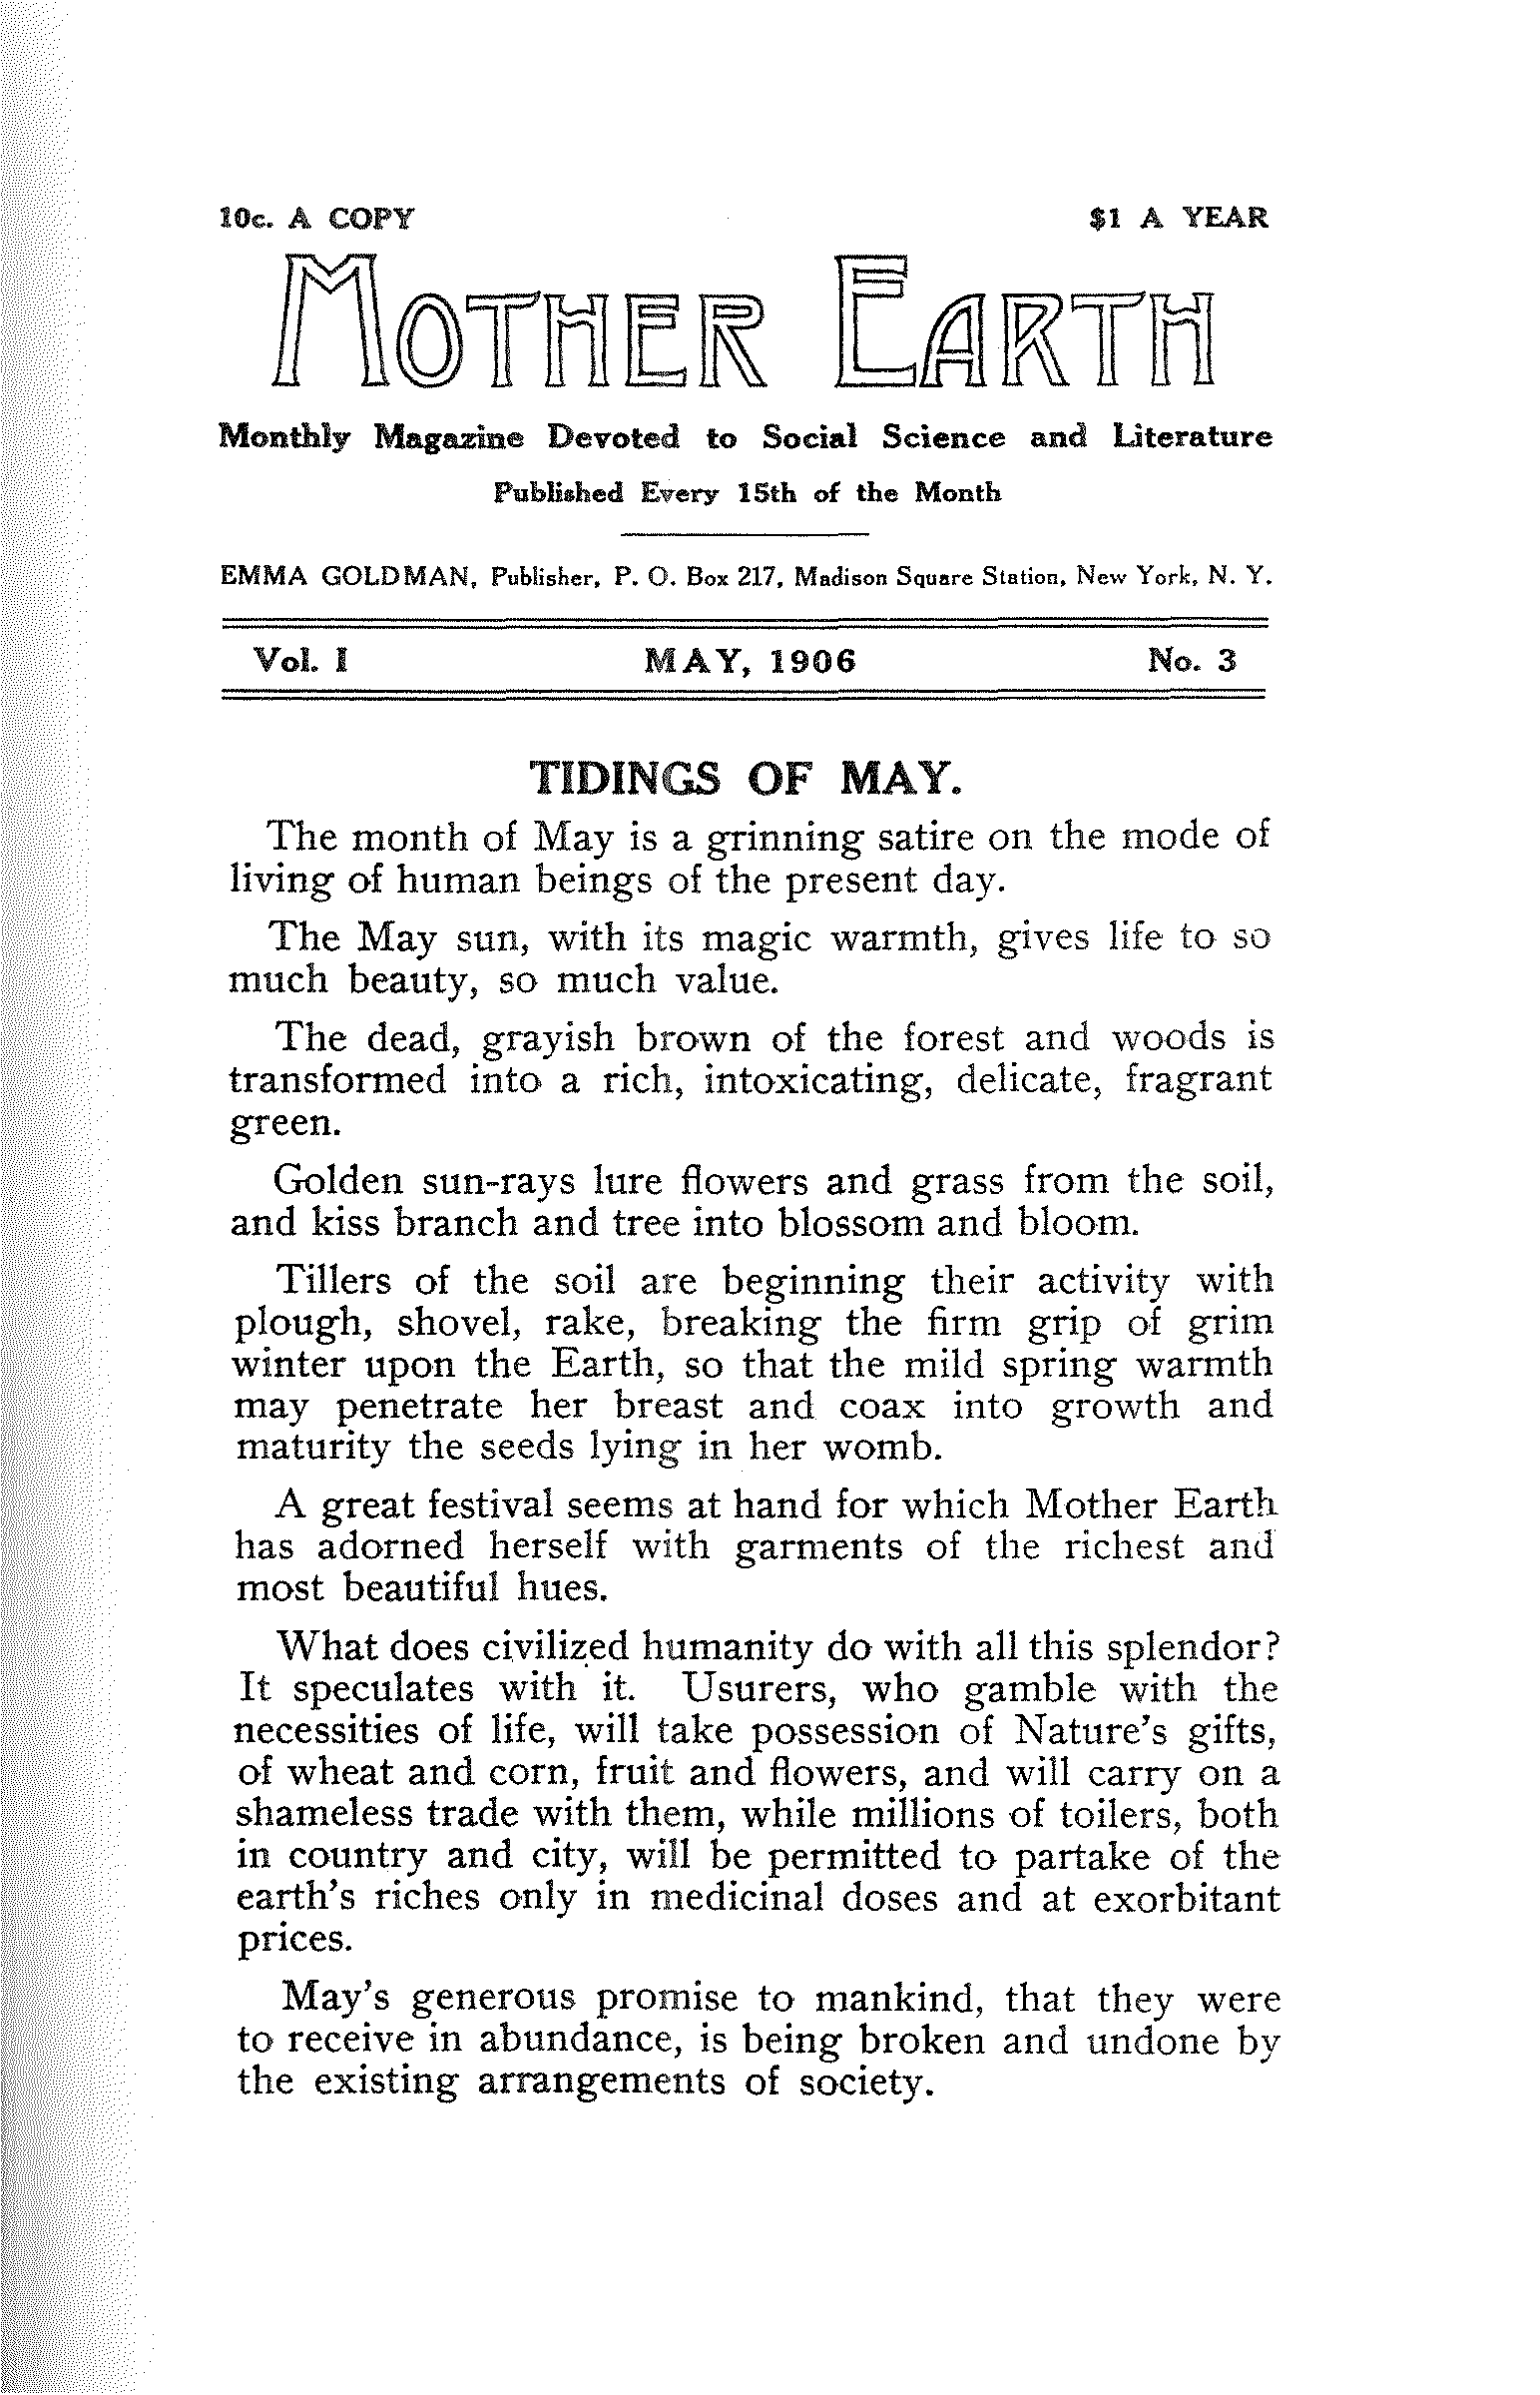 10c. A COPY $1 A YEAR
MOTHER EARTH
Monthly Magazine Devoted to Social Science and Literature
Published Every 15th of the Month
EMMA GOLDMAN, Publisher, P. O. Box 217, Madison Square Station, New York, N. Y.
Vol. I MAY, 1906 No. 3
TIDINGS OF MAY.
The month of May is a grinning satire on the mode of
living of human beings of the present day.
The May sun, with its magic warmth, gives life to so
much beauty, so much value.
The dead, grayish brown of the forest and woods is
transformed into a rich, intoxicating, delicate, fragrant
green.
Golden sun-rays lure flowers and grass from the soil,
and kiss branch and tree into blossom and bloom.
Tillers of the soil are beginning their activity with
plough, shovel, rake, breaking the firm grip of grim
winter upon the Earth, so that the mild spring warmth
may penetrate her breast and coax into growth and
maturity the seeds lying in her womb.
A great festival seems at hand for which Mother Earth
has adorned herself with garments of the richest and
most beautiful hues.
What does civilized humanity do with all this splendor?
It speculates with it. Usurers, who gamble with the
necessities of life, will take possession of Nature's gifts,
of wheat and corn, fruit and flowers, and will carry on a
shameless trade with them, while millions of toilers, both
in country and city, will be permitted to partake of the
earth's riches only in medicinal doses and at exorbitant
prices.
May's generous promise to mankind, that they were
to receive in abundance, is being broken and undone by
the existing arrangements of society.